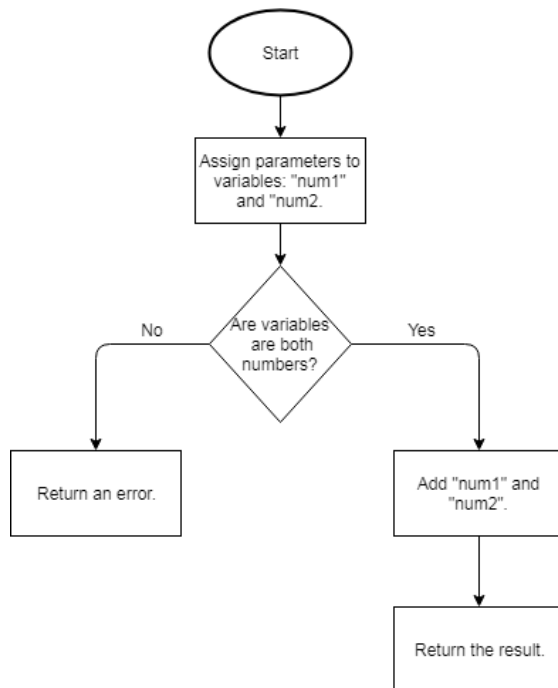 Start
Assign parameters to
variables: "num1"
and "num2.
Are variables
are both
numbers?
No
Yes
Return an error.
Add "num1" and
"num2".
Return the result.